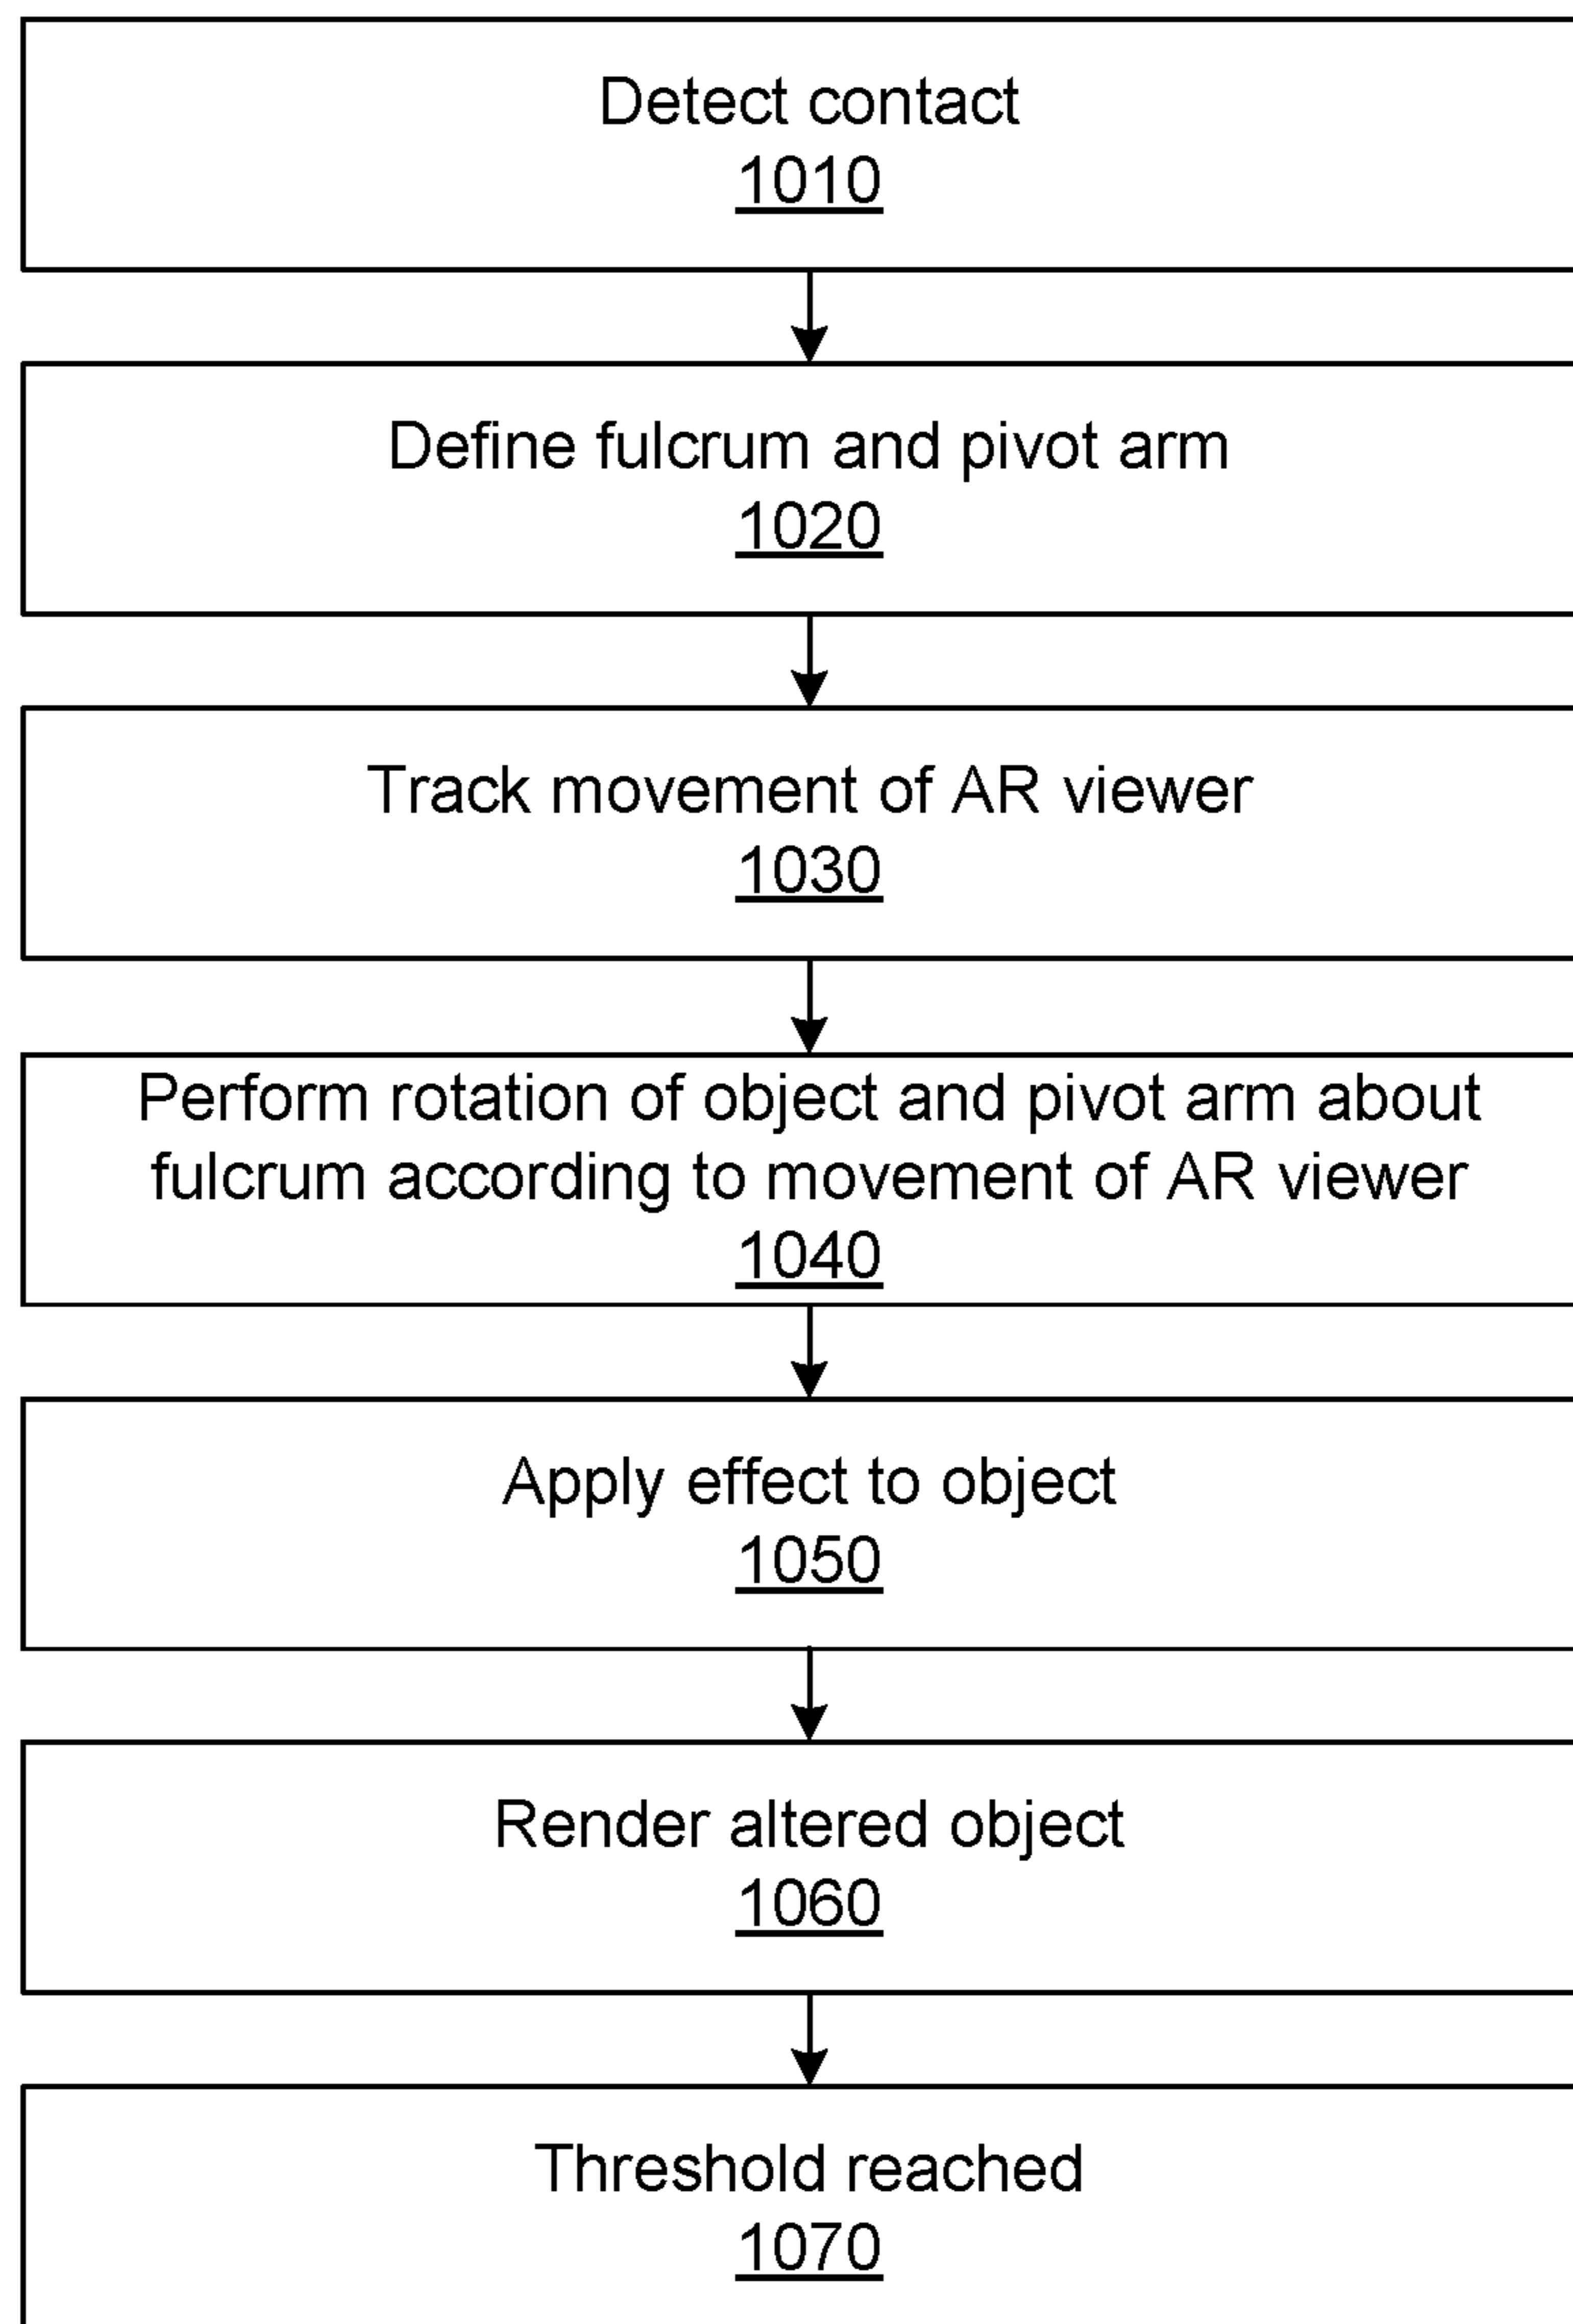 Detect contact
1010
Define fulcrum and pivot arm
1020
Track movement of AR viewer
1030
Perform rotation of object and pivot arm about
fulcrum according to movement of AR viewer
1040
Apply effect to object
1050
Render altered object
1060
Threshold reached
1070